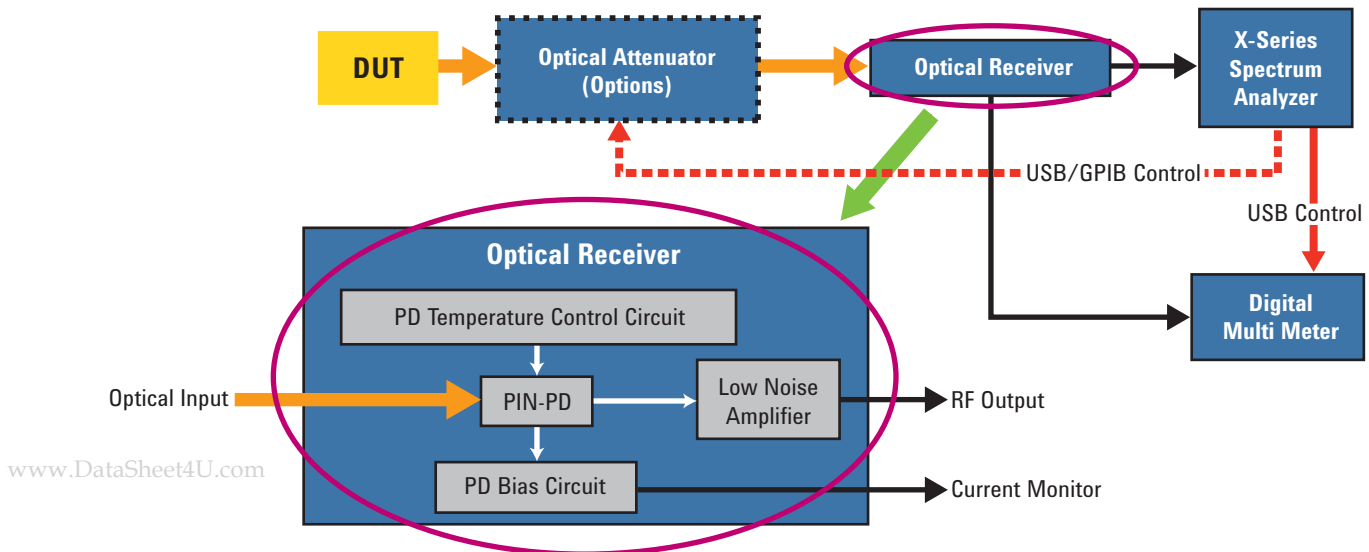 DUT
Optical Attenuator
(Options)
Optical Receiver
X-Series
Spectrum
Analyzer
USB/GPIB Control
USB Control
Digital
Multi Meter
Optical Receiver
PD Temperature Control Circuit
Optical Input
PIN-PD
Low Noise
Amplifier
RF Output
www.DataSheet4U.com
PD Bias Circuit
Current Monitor